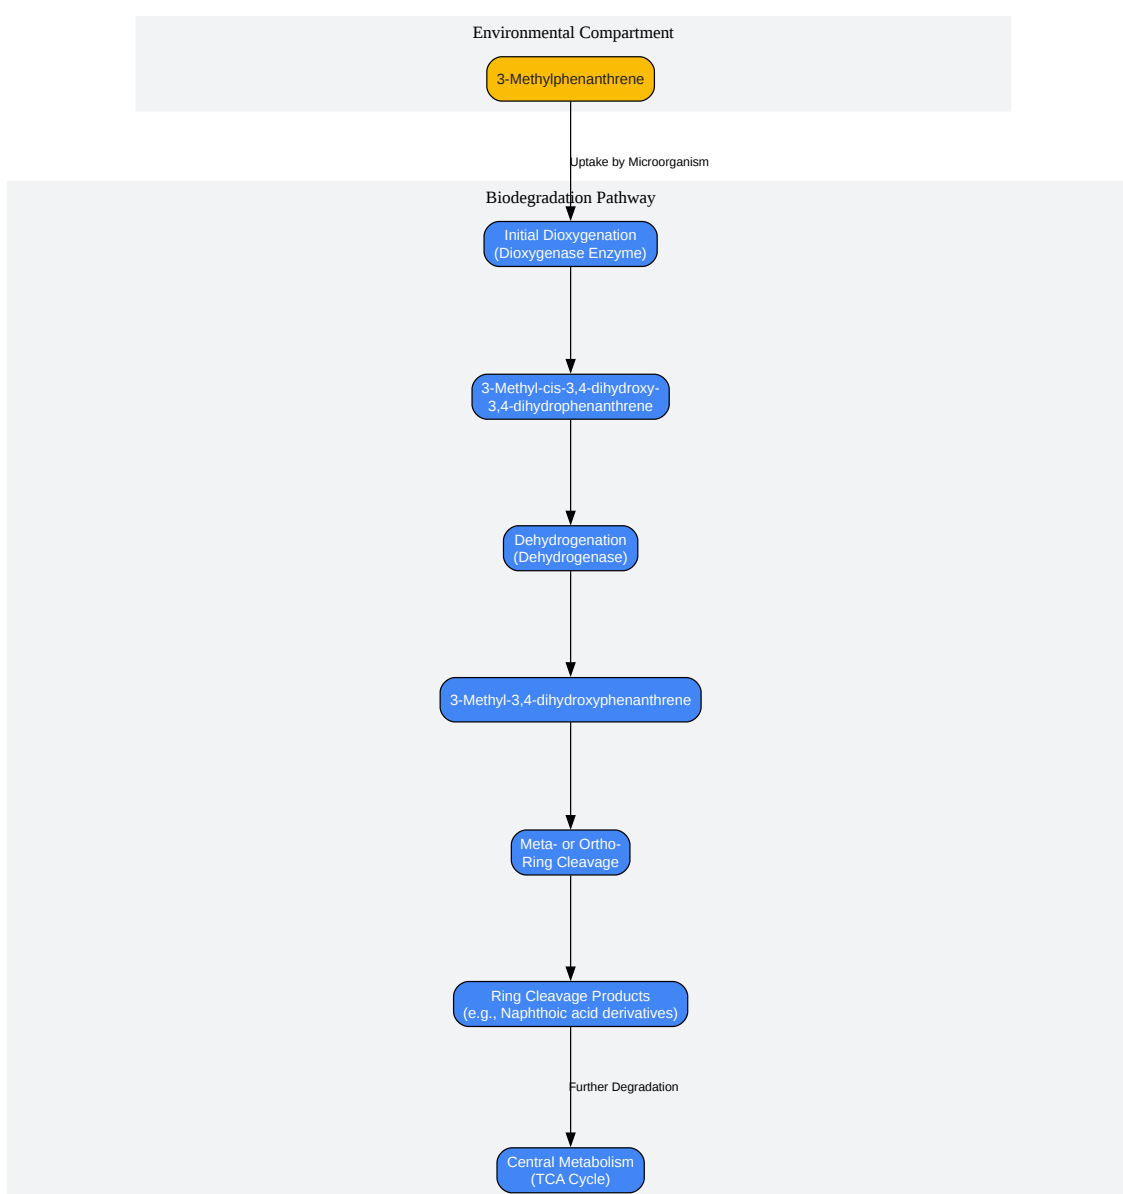 Environmental Compartment
3-Methylphenanthrene
Uptake by Microorganism
Biodegradation Pathway
Initial Dioxygenation
(Dioxygenase Enzyme)
3-Methyl-cis-3,4-dihydroxy-
3,4-dihydrophenanthrene
Dehydrogenation
(Dehydrogenase)
3-Methyl-3,4-dihydroxyphenanthrene
Meta- or Ortho-
Ring Cleavage
Ring Cleavage Products
(e.g., Naphthoic acid derivatives)
Further Degradation
Central Metabolism
(TCA Cycle)